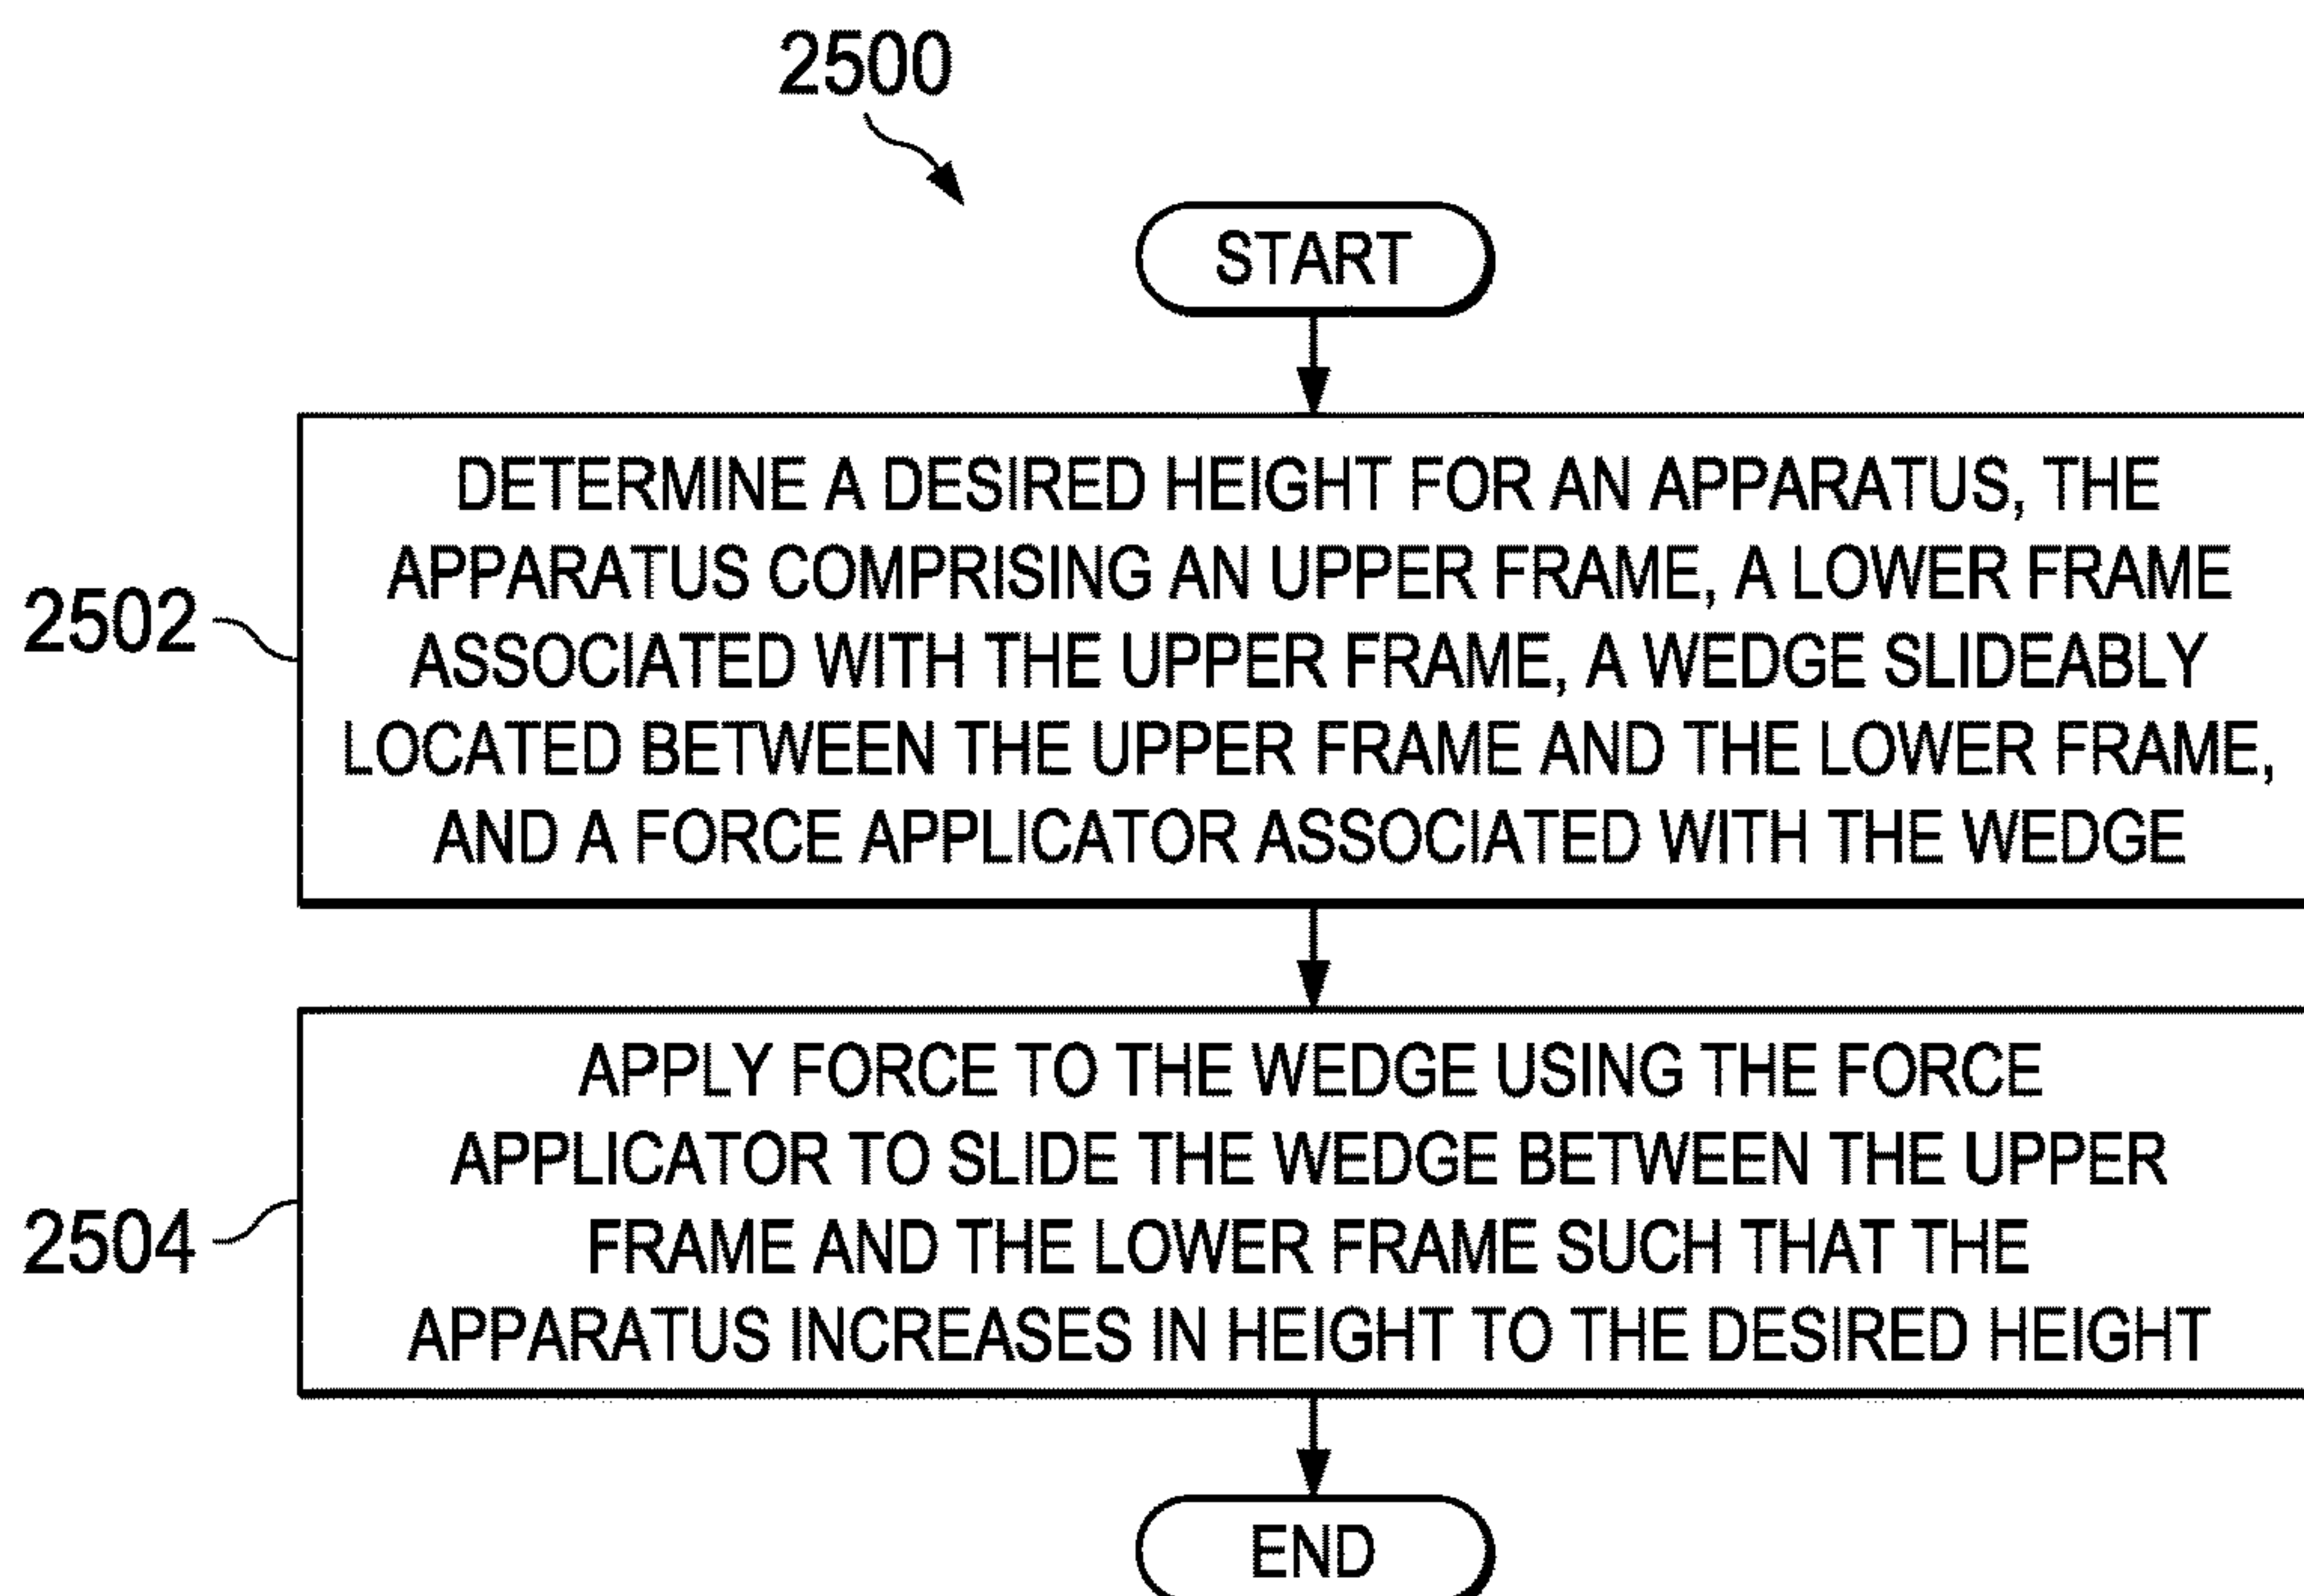 2500
START
2502
DETERMINE A DESIRED HEIGHT FOR AN APPARATUS, THE
APPARATUS COMPRISING AN UPPER FRAME, A LOWER FRAME
ASSOCIATED WITH THE UPPER FRAME, A WEDGE SLIDEABLY
LOCATED BETWEEN THE UPPER FRAME AND THE LOWER FRAME,
AND A FORCE APPLICATOR ASSOCIATED WITH THE WEDGE
2504
APPLY FORCE TO THE WEDGE USING THE FORCE
APPLICATOR TO SLIDE THE WEDGE BETWEEN THE UPPER
FRAME AND THE LOWER FRAME SUCH THAT THE
APPARATUS INCREASES IN HEIGHT TO THE DESIRED HEIGHT
END